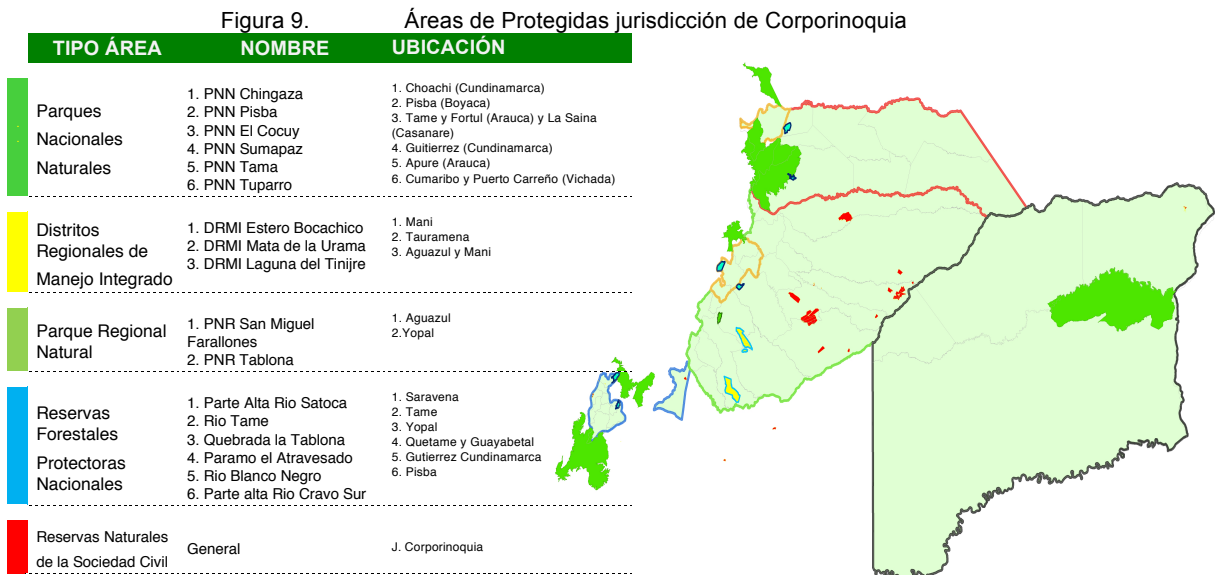 Figura 9. Áreas de Protegidas jurisdicción de Corporinoquia
TIPO ÁREA NOMBRE UBICACIÓN
Parques
Nacionales
Naturales
1. PNN Chingaza
2. PNN Pisba
3. PNN El Cocuy
4. PNN Sumapaz
5. PNN Tama
6. PNN Tuparro
1. Choachi (Cundinamarca)
2. Pisba (Boyaca)
3. Tame y Fortul (Arauca) y La Saina
(Casanare)
4. Guitierrez (Cundinamarca)
5. Apure (Arauca)
6. Cumaribo y Puerto Carreño (Vichada)
Distritos
Regionales de
Manejo Integrado
1. DRMI Estero Bocachico
2. DRMI Mata de la Urama
3. DRMI Laguna del Tinijre
1. Mani
2. Tauramena
3. Aguazul y Mani
Parque Regional
Natural
1. PNR San Miguel
Farallones
2. PNR Tablona
1. Aguazul
2.Yopal
Reservas
Forestales
Protectoras
Nacionales
1. Parte Alta Rio Satoca
2. Rio Tame
3. Quebrada la Tablona
4. Paramo el Atravesado
5. Rio Blanco Negro
6. Parte alta Rio Cravo Sur
1. Saravena
2. Tame
3. Yopal
4. Quetame y Guayabetal
5. Gutierrez Cundinamarca
6. Pisba
Reservas Naturales
de la Sociedad Civil
General
J. Corporinoquia